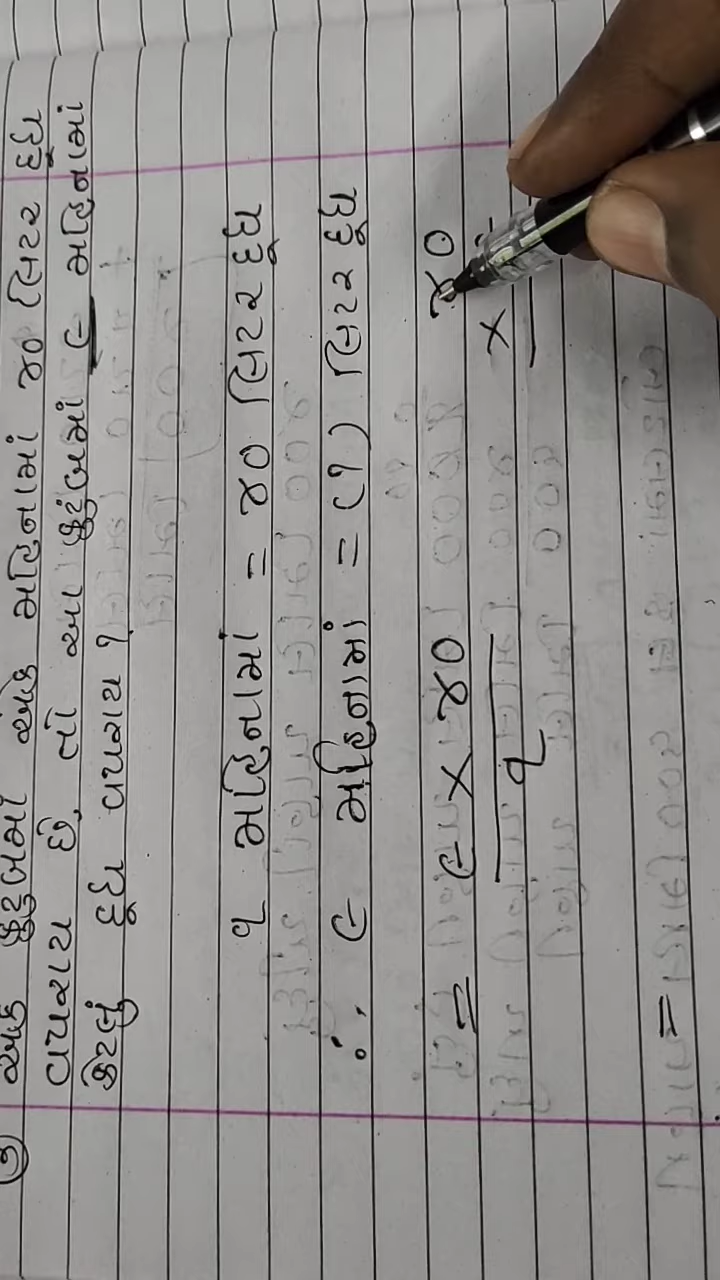 ૭ એક કુટુંબમાં એક મહિનામાં ૪૦ લિટર દૂધ
વપરાય છે, તો આ કુટુંબમાં ૯ મહિનામાં
કેટલું દૂધ વપરાય ?
૧ મહિનામાં = ૪૦ લિટર દૂધ
∴ ૯ મહિનામાં = (?) લિટર દૂધ
= ૯ × ૪૦
૧
૪૦
×
=